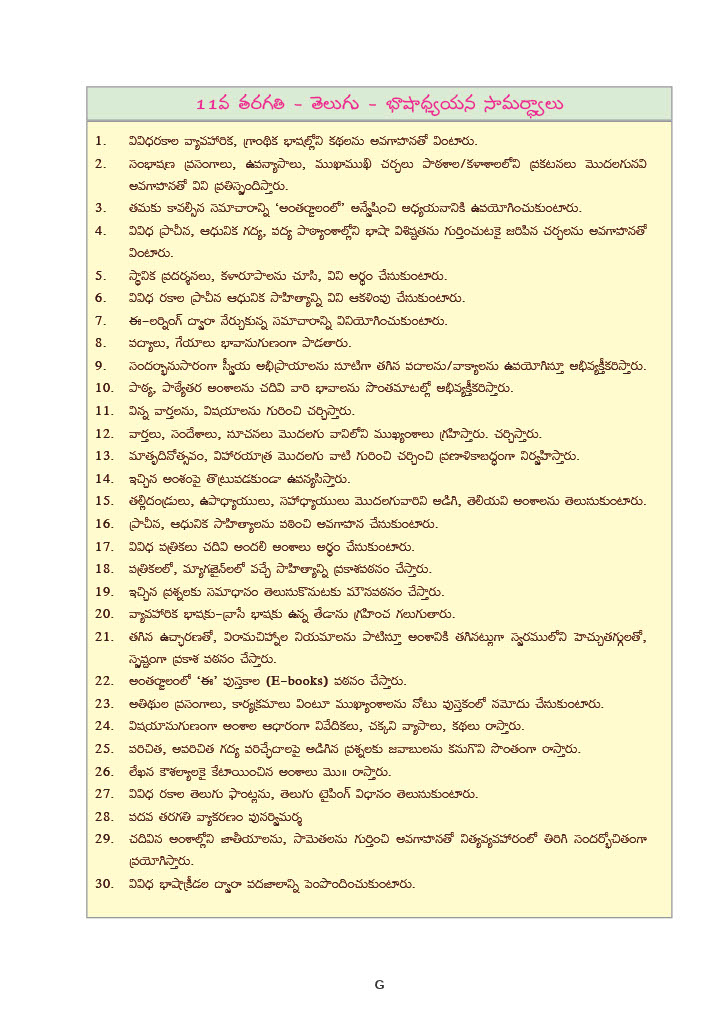 11వ తరగతి - తెలుగు - భాషాధ్యయన సామర్థ్యాలు
1. వివిధరకాల వ్యావహారిక, గ్రాంథిక భాషల్లోని కథలను అవగాహనతో వింటారు.
2. సంభాషణ ప్రసంగాలు, ఉపన్యాసాలు, ముఖాముఖి చర్చలు పాఠశాల/కళాశాలలోని ప్రకటనలు మొదలగునవి
అవగాహనతో విని ప్రతిస్పందిస్తారు.
3. తమకు కావల్సిన సమాచారాన్ని ‘అంతర్జాలంలో’ అన్వేషించి అధ్యయనానికి ఉపయోగించుకుంటారు.
4. వివిధ ప్రాచీన, ఆధునిక గద్య, పద్య పాఠ్యాంశాల్లోని భాషా విశిష్టతను గుర్తించుటకై జరిపిన చర్చలను అవగాహనతో
వింటారు.
5. స్థానిక ప్రదర్శనలు, కళారూపాలను చూసి, విని అర్థం చేసుకుంటారు.
6. వివిధ రకాల ప్రాచీన ఆధునిక సాహిత్యాన్ని విని ఆకళింపు చేసుకుంటారు.
7. ఈ-లర్నింగ్ ద్వారా నేర్చుకున్న సమాచారాన్ని వినియోగించుకుంటారు.
8. పద్యాలు, గేయాలు భావానుగుణంగా పాడతారు.
9. సందర్భానుసారంగా స్వీయ అభిప్రాయాలను సూటిగా తగిన పదాలను/వాక్యాలను ఉపయోగిస్తూ అభివ్యక్తీకరిస్తారు.
10. పాఠ్య, పాఠ్యేతర అంశాలను చదివి వారి భావాలను సొంతమాటల్లో అభివ్యక్తీకరిస్తారు.
11. విన్న వార్తలను, విషయాలను గురించి చర్చిస్తారు.
12. వార్తలు, సందేశాలు, సూచనలు మొదలగు వానిలోని ముఖ్యంశాలు గ్రహిస్తారు. చర్చిస్తారు.
13. మాతృదినోత్సవం, విహారయాత్ర మొదలగు వాటి గురించి చర్చించి ప్రణాళికాబద్ధంగా నిర్వహిస్తారు.
14. ఇచ్చిన అంశంపై తొట్రుపడకుండా ఉపన్యసిస్తారు.
15. తల్లిదండ్రులు, ఉపాధ్యాయులు, సహాధ్యాయులు మొదలగువారిని అడిగి, తెలియని అంశాలను తెలుసుకుంటారు.
16. ప్రాచీన, ఆధునిక సాహిత్యాలను పఠించి అవగాహన చేసుకుంటారు.
17. వివిధ పత్రికలు చదివి అందలి అంశాలు అర్థం చేసుకుంటారు.
18. పత్రికలలో, మ్యాగజైన్‌లలో వచ్చే సాహిత్యాన్ని ప్రకాశపఠనం చేస్తారు.
19. ఇచ్చిన ప్రశ్నలకు సమాధానం తెలుసుకొనుటకు మౌనపఠనం చేస్తారు.
20. వ్యావహారిక భాషకు-వ్రాసే భాషకు ఉన్న తేడాను గ్రహించ గలుగుతారు.
21. తగిన ఉచ్ఛారణతో, విరామచిహ్నాల నియమాలను పాటిస్తూ అంశానికి తగినట్లుగా స్వరములోని హెచ్చుతగ్గులతో,
స్పష్టంగా ప్రకాశ పఠనం చేస్తారు.
22. అంతర్జాలంలో ‘ఈ’ పుస్తకాల (E-books) పఠనం చేస్తారు.
23. అతిథుల ప్రసంగాలు, కార్యక్రమాలు వింటూ ముఖ్యాంశాలను నోటు పుస్తకంలో నమోదు చేసుకుంటారు.
24. విషయానుగుణంగా అంశాల ఆధారంగా నివేదికలు, చక్కని వ్యాసాలు, కథలు రాస్తారు.
25. పరిచిత, అపరిచిత గద్య పరిచ్ఛేదాలపై అడిగిన ప్రశ్నలకు జవాబులను కనుగొని సొంతంగా రాస్తారు.
26. లేఖన కౌశల్యాలకై కేటాయించిన అంశాలు మొ॥ రాస్తారు.
27. వివిధ రకాల తెలుగు ఫాంట్లను, తెలుగు టైపింగ్ విధానం తెలుసుకుంటారు.
28. పదవ తరగతి వ్యాకరణం పునర్విమర్శ
29. చదివిన అంశాల్లోని జాతీయాలను, సామెతలను గుర్తించి అవగాహనతో నిత్యవ్యవహారంలో తిరిగి సందర్భోచితంగా
ప్రయోగిస్తారు.
30. వివిధ భాషాక్రీడల ద్వారా పదజాలాన్ని పెంపొందించుకుంటారు.
G